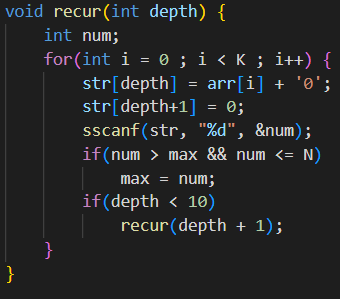 void recur(int depth) {
    int num;
    for(int i = 0 ; i < K ; i++) {
        str[depth] = arr[i] + '0';
        str[depth+1] = 0;
        sscanf(str, "%d", &num);
        if(num > max && num <= N)
            max = num;
        if(depth < 10)
            recur(depth + 1);
    }
}